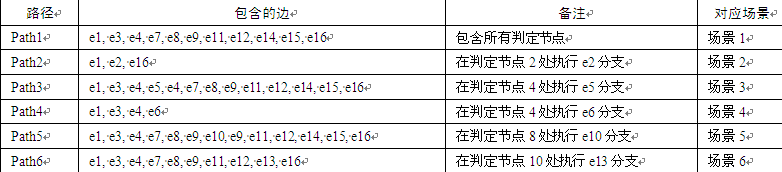 路径 包含的边 备注 对应场景
Path1 e1, e3, e4, e7, e8, e9, e11, e12, e14, e15, e16 包含所有判定节点 场景 1
Path2 e1, e2, e16 在判定节点 2 处执行 e2 分支 场景 2
Path3 e1, e3, e4, e5, e4, e7, e8, e9, e11, e12, e14, e15, e16 在判定节点 4 处执行 e5 分支 场景 3
Path4 e1, e3, e4, e6 在判定节点 4 处执行 e6 分支 场景 4
Path5 e1, e3, e4, e7, e8, e9, e10, e9, e11, e12, e14, e15, e16 在判定节点 8 处执行 e10 分支 场景 5
Path6 e1, e3, e4, e7, e8, e9, e11, e12, e13, e16 在判定节点 10 处执行 e13 分支 场景 6